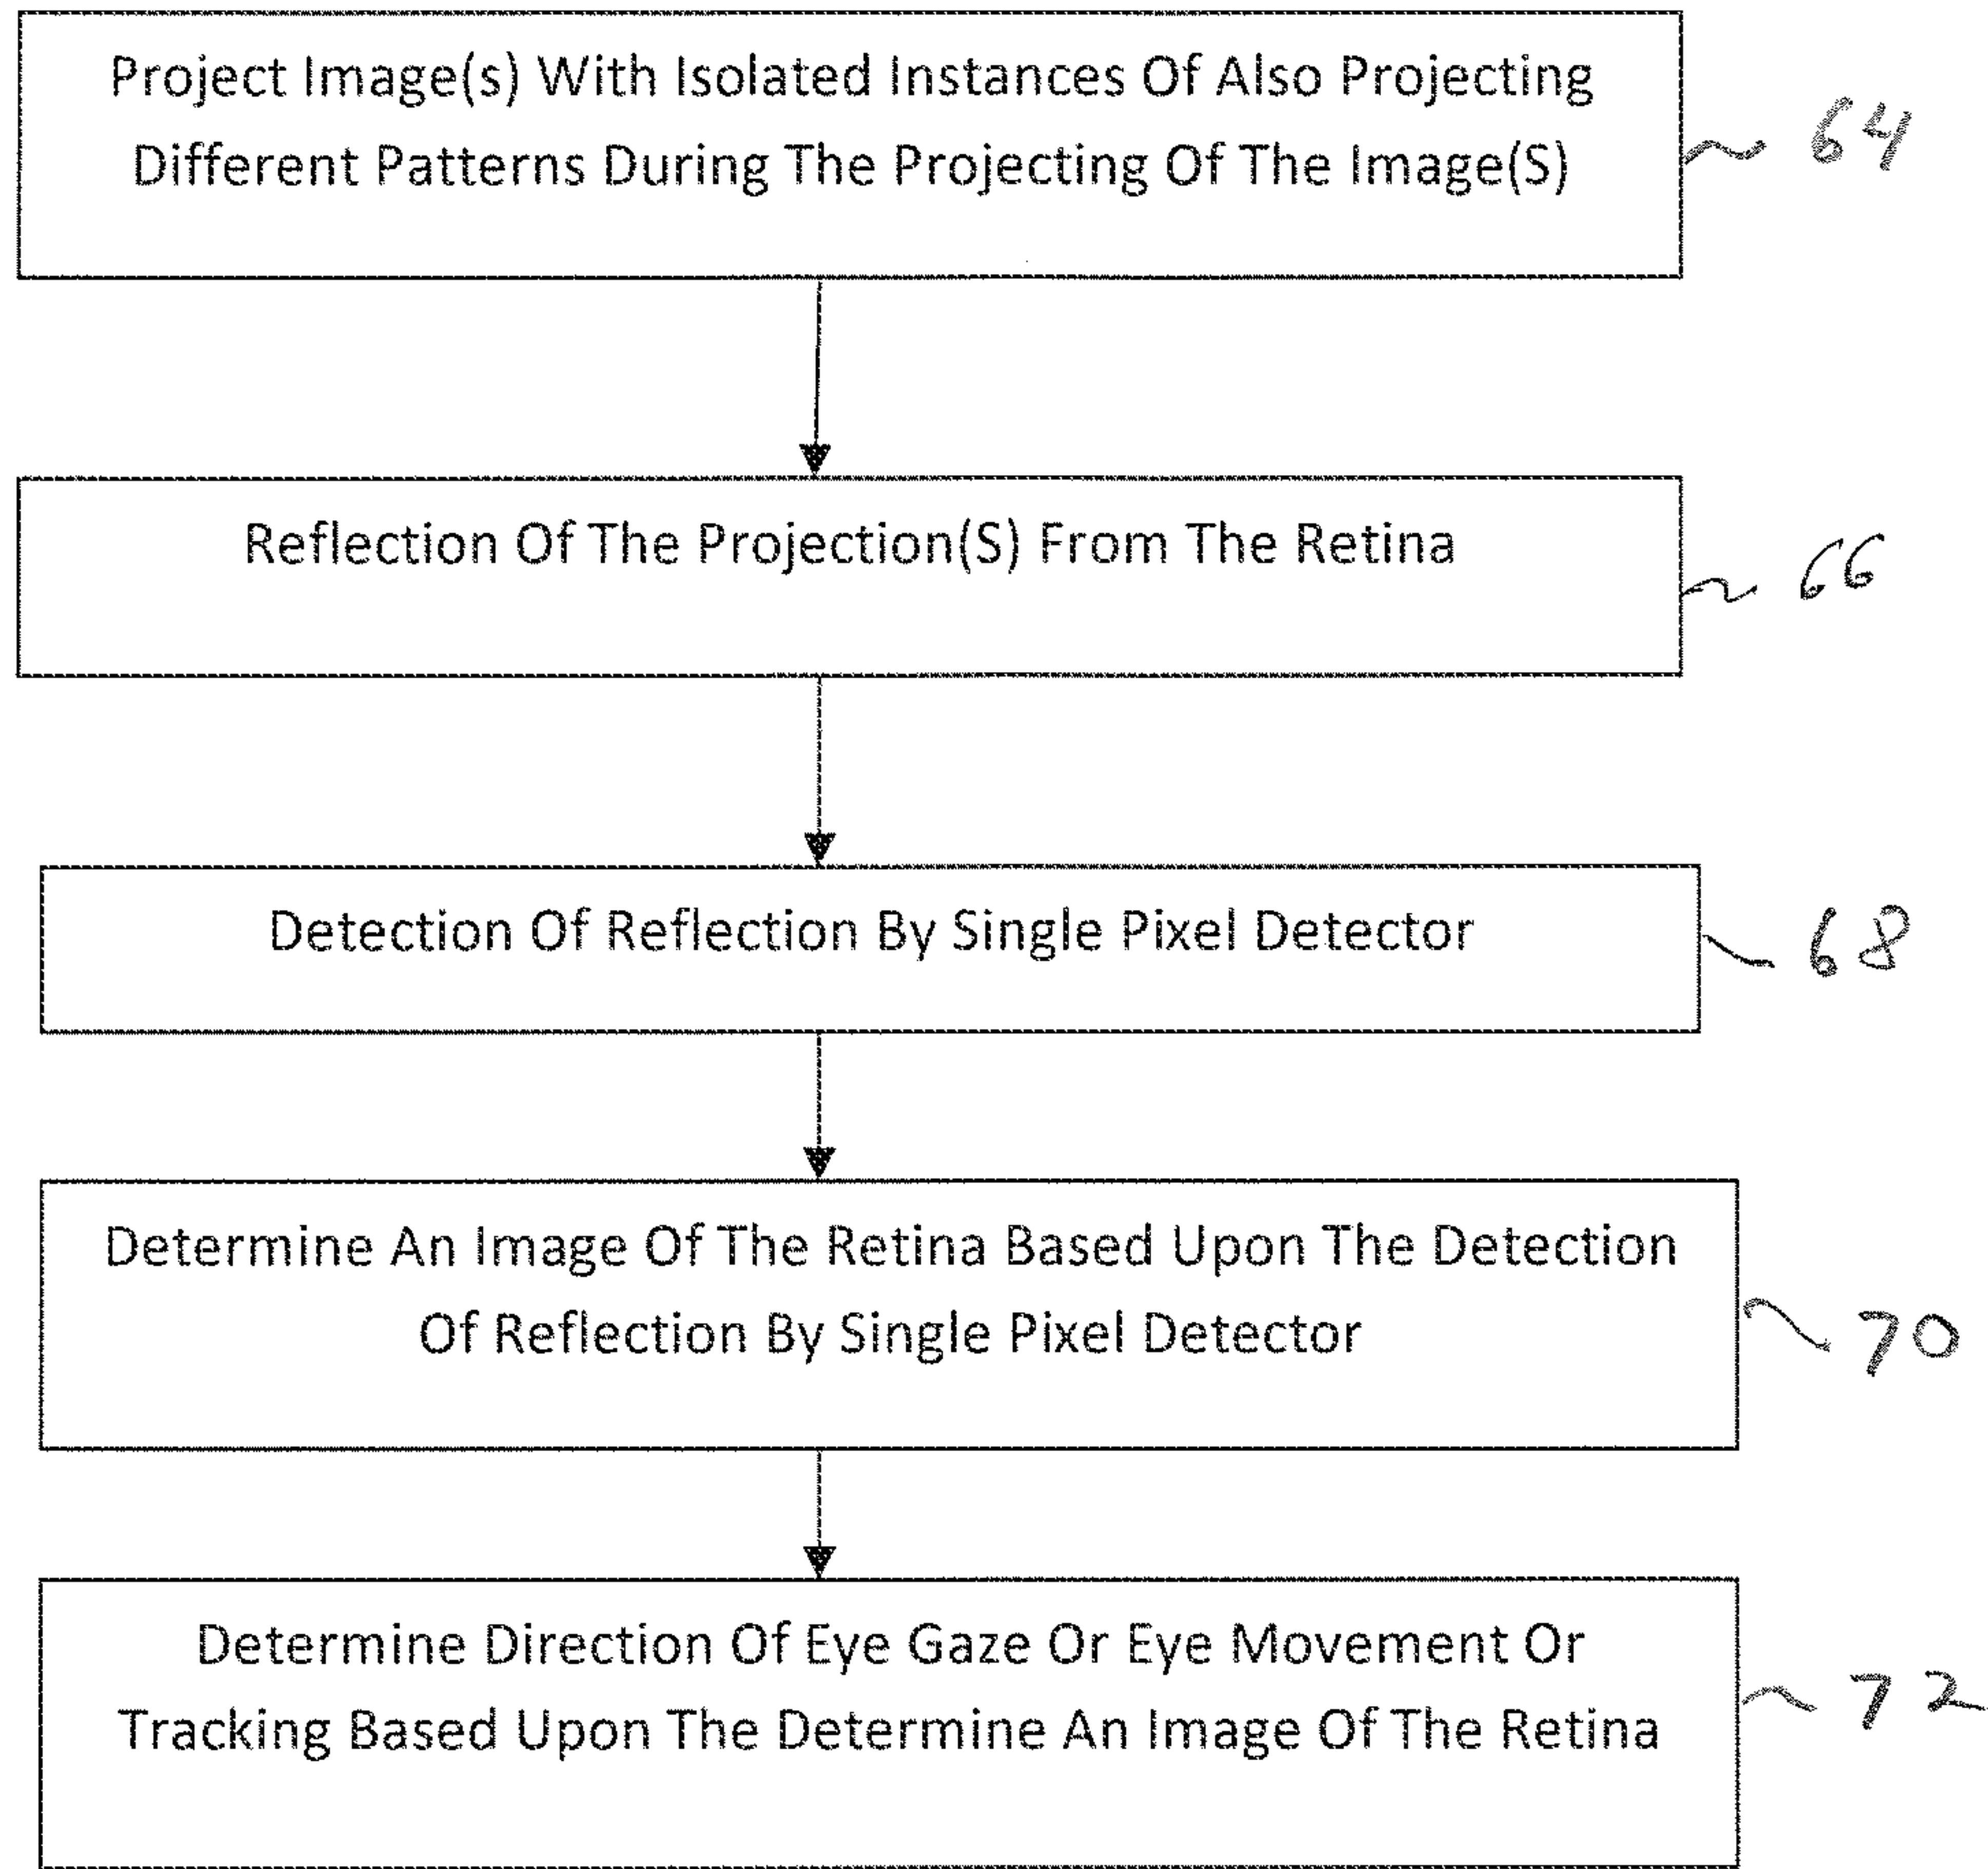 Project Image(s) With Isolated Instances Of Also Projecting
Different Patterns During The Projecting Of The Image(S)
64
Reflection Of The Projection(S) From The Retina
66
Detection Of Reflection By Single Pixel Detector
68
Determine An Image Of The Retina Based Upon The Detection
Of Reflection By Single Pixel Detector
70
Determine Direction Of Eye Gaze Or Eye Movement Or
Tracking Based Upon The Determine An Image Of The Retina
72